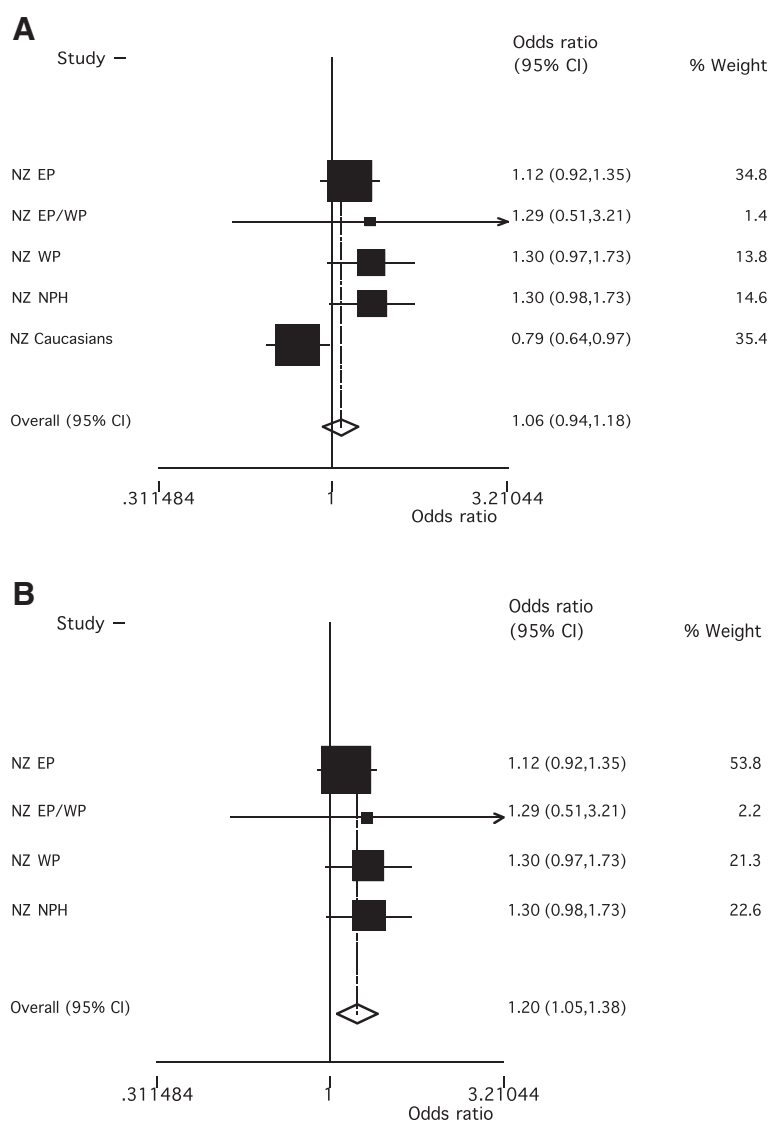 A
Study
Odds ratio
(95% CI)
% Weight
NZ EP 1.12 (0.92,1.35) 34.8
NZ EP/WP 1.29 (0.51,3.21) 1.4
NZ WP 1.30 (0.97,1.73) 13.8
NZ NPH 1.30 (0.98,1.73) 14.6
NZ Caucasians 0.79 (0.64,0.97) 35.4
Overall (95% CI) 1.06 (0.94,1.18)
.311484 1 3.21044
Odds ratio
B
Study
Odds ratio
(95% CI)
% Weight
NZ EP 1.12 (0.92,1.35) 53.8
NZ EP/WP 1.29 (0.51,3.21) 2.2
NZ WP 1.30 (0.97,1.73) 21.3
NZ NPH 1.30 (0.98,1.73) 22.6
Overall (95% CI) 1.20 (1.05,1.38)
.311484 1 3.21044
Odds ratio